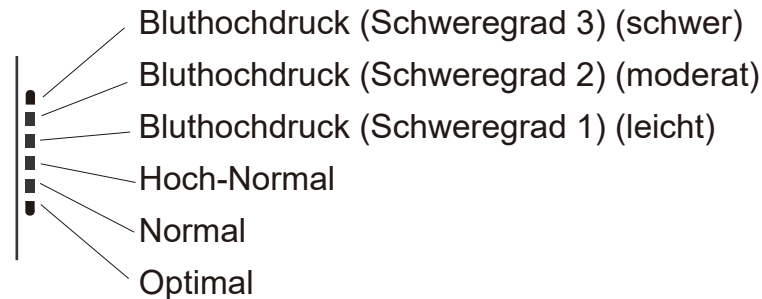 Bluthochdruck (Schweregrad 3) (schwer)
Bluthochdruck (Schweregrad 2) (moderat)
Bluthochdruck (Schweregrad 1) (leicht)
Hoch-Normal
Normal
Optimal